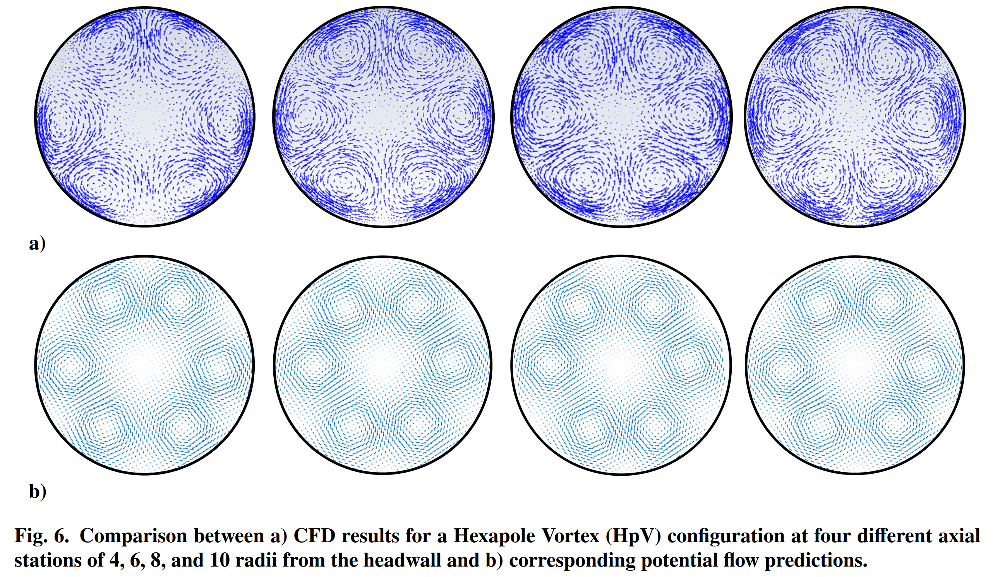 a)
b)
Fig. 6. Comparison between a) CFD results for a Hexapole Vortex (HpV) configuration at four different axial
stations of 4, 6, 8, and 10 radii from the headwall and b) corresponding potential flow predictions.